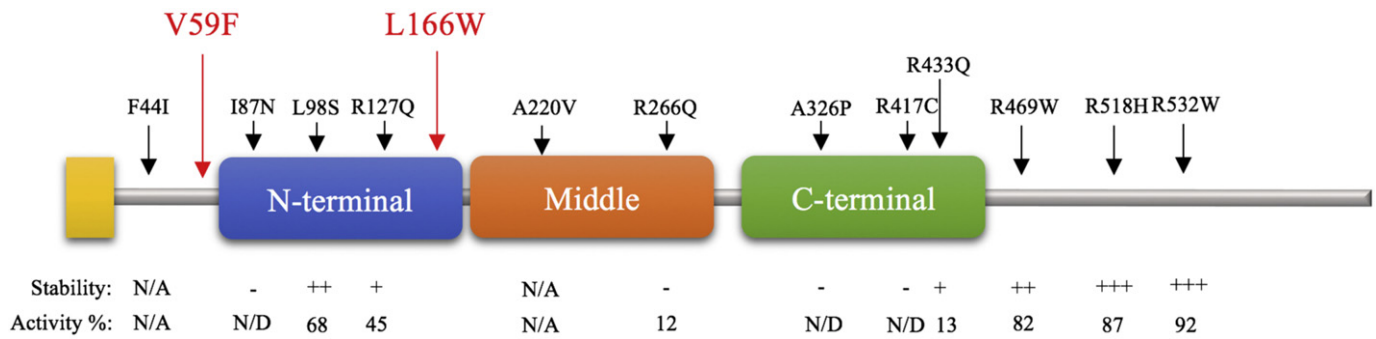 V59F L166W
R433Q
F44I I87N L98S R127Q A220V R266Q A326P R417C R469W R518H R532W
N-terminal Middle C-terminal
Stability: N/A - ++ + N/A - - - + ++ +++ +++
Activity %: N/A N/D 68 45 N/A 12 N/D N/D 13 82 87 92